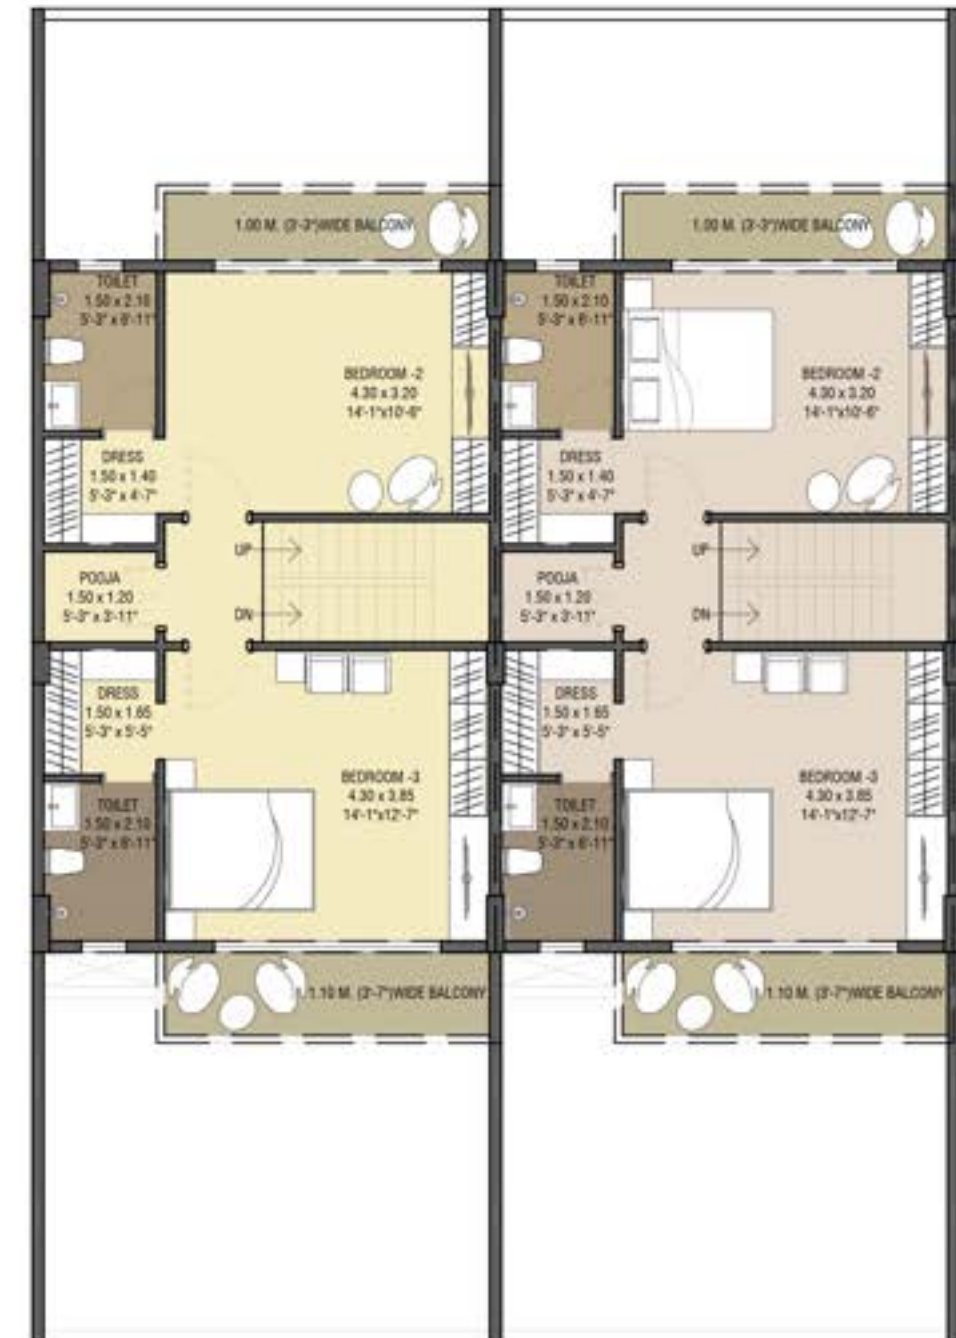 1.00 M. (3'-3")WIDE BALCONY
1.00 M. (3'-3")WIDE BALCONY
TOILET
1.50 x 2.10
5'-3" x 6'-11"
BEDROOM -2
4.30 x 3.20
14'-1"x10'-6"
TOILET
1.50 x 2.10
5'-3" x 6'-11"
BEDROOM -2
4.30 x 3.20
14'-1"x10'-6"
DRESS
1.50 x 1.40
5'-3" x 4'-7"
DRESS
1.50 x 1.40
5'-3" x 4'-7"
UP
UP
POOJA
1.50 x 1.20
5'-3" x 3'-11"
POOJA
1.50 x 1.20
5'-3" x 3'-11"
DN
DN
DRESS
1.50 x 1.65
5'-3" x 5'-5"
DRESS
1.50 x 1.65
5'-3" x 5'-5"
BEDROOM -3
4.30 x 3.85
14'-1"x12'-7"
BEDROOM -3
4.30 x 3.85
14'-1"x12'-7"
TOILET
1.50 x 2.10
5'-3" x 6'-11"
TOILET
1.50 x 2.10
5'-3" x 6'-11"
1.10 M. (3'-7")WIDE BALCONY
1.10 M. (3'-7")WIDE BALCONY